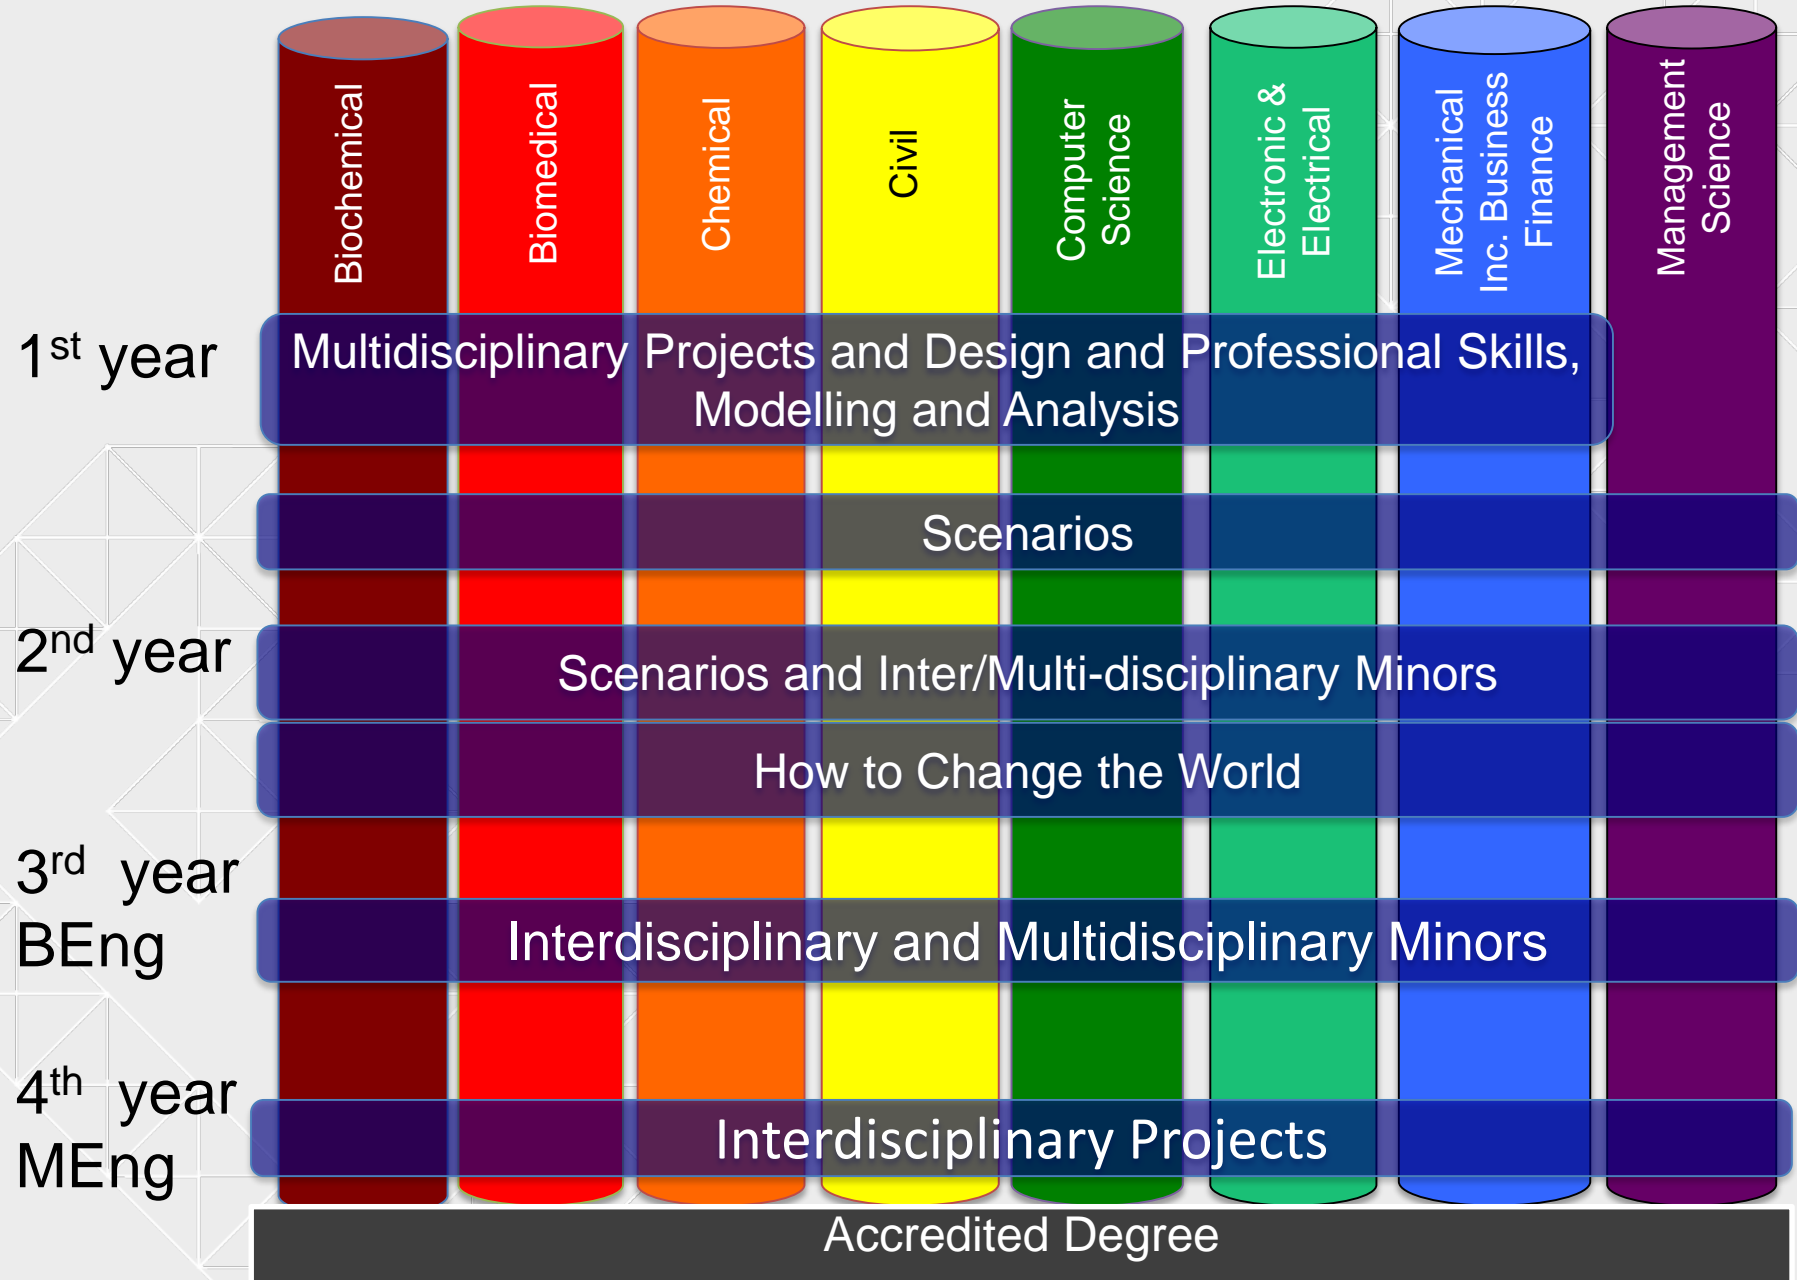 Biochemical
Biomedical
Chemical
Civil
Computer
Science
Electronic &
Electrical
Mechanical
Inc. Business
Finance
Management
Science
1st year
Multidisciplinary Projects and Design and Professional Skills,
Modelling and Analysis
Scenarios
2nd year
Scenarios and Inter/Multi-disciplinary Minors
How to Change the World
3rd year
BEng
Interdisciplinary and Multidisciplinary Minors
4th year
MEng
Interdisciplinary Projects
Accredited Degree